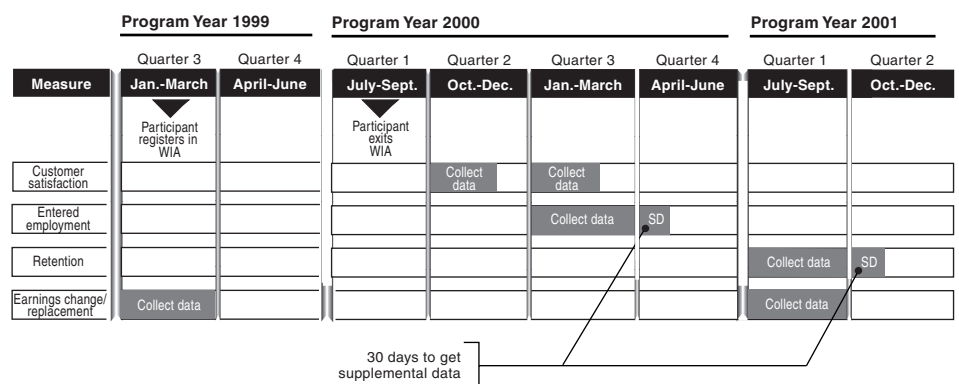 Program Year 1999
Program Year 2000
Program Year 2001
Quarter 3
Quarter 4
Quarter 1
Quarter 2
Quarter 3
Quarter 4
Quarter 1
Quarter 2
Measure
Jan.-March
April-June
July-Sept.
Oct.-Dec.
Jan.-March
April-June
July-Sept.
Oct.-Dec.
Participant
registers in
WIA
Participant
exits
WIA
Customer
satisfaction
Collect
data
Collect
data
Entered
employment
Collect data
SD
Retention
Collect data
SD
Earnings change/
replacement
Collect data
Collect data
30 days to get
supplemental data